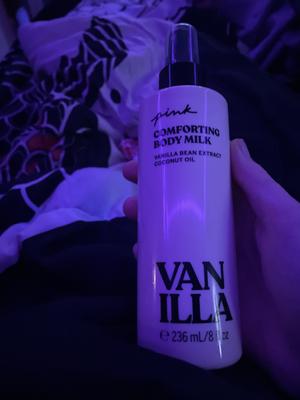 pink
COMFORTING
BODY MILK
VANILLA BEAN EXTRACT
COCONUT OIL
VAN
ILLA
℮ 236 mL/8 fl oz